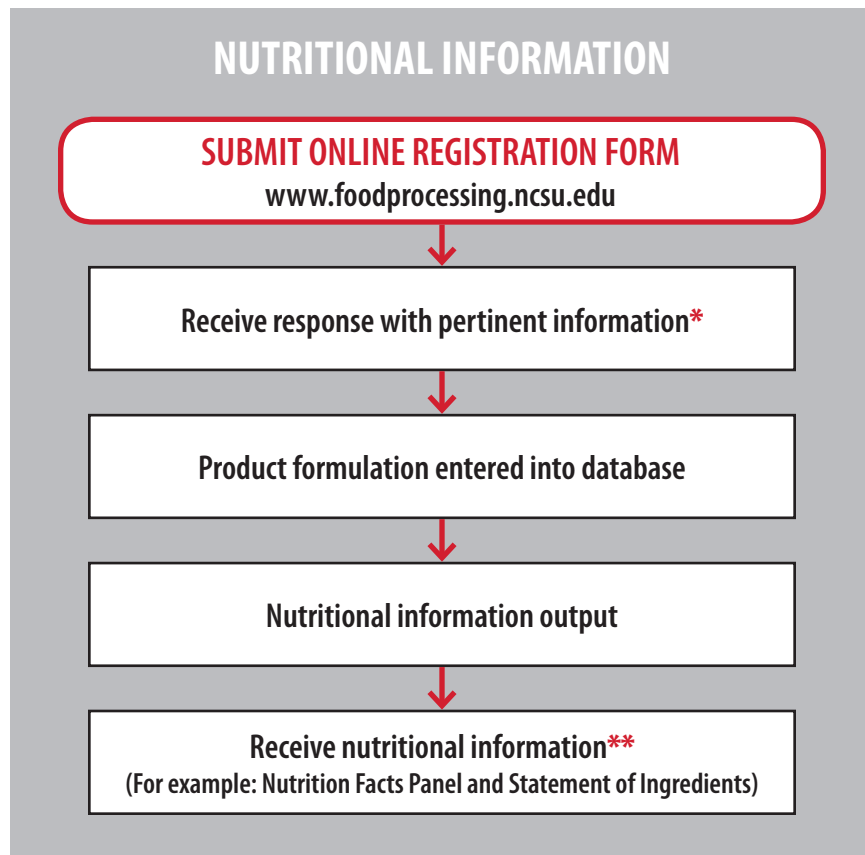 NUTRITIONAL INFORMATION
SUBMIT ONLINE REGISTRATION FORM
www.foodprocessing.ncsu.edu
Receive response with pertinent information*
Product formulation entered into database
Nutritional information output
Receive nutritional information**
(For example: Nutrition Facts Panel and Statement of Ingredients)